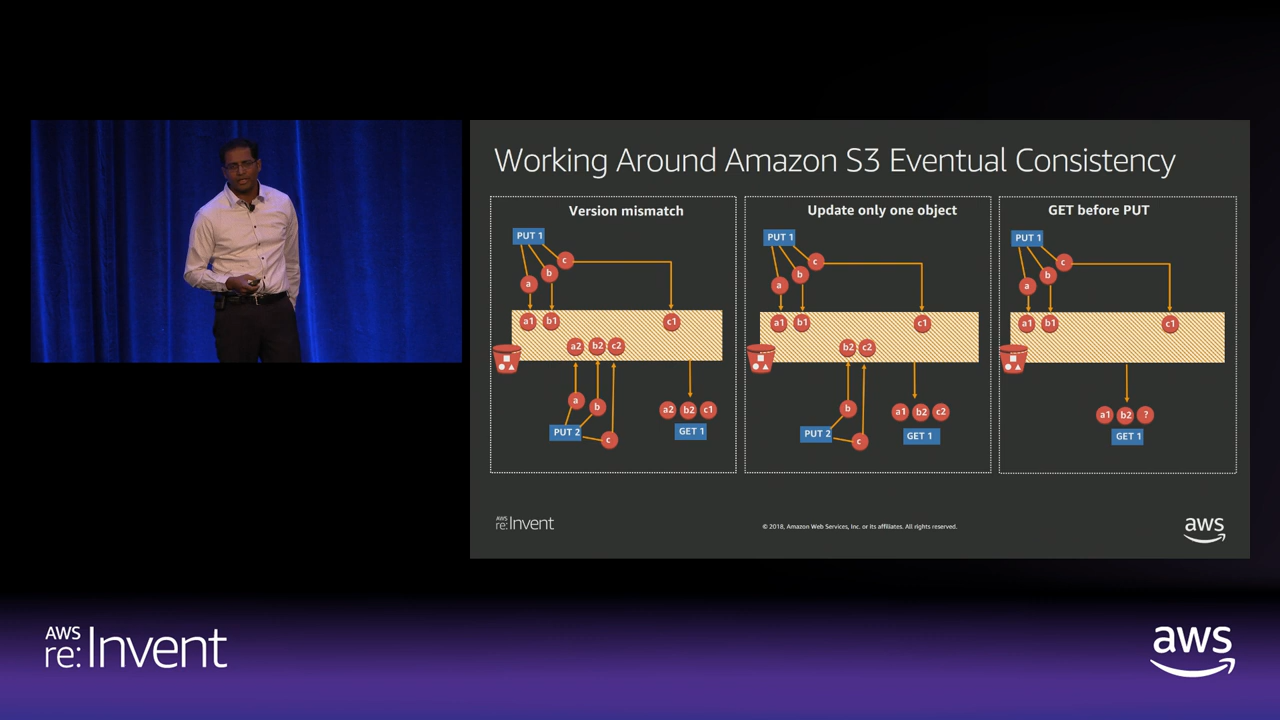 Working Around Amazon S3 Eventual Consistency
Version mismatch
PUT 1
c
b
a
a1 b1 c1
a2 b2 c2
a
b
PUT 2
c
a2 b2 c1
GET 1
Update only one object
PUT 1
c
b
a
a1 b1 c1
b2 c2
b
PUT 2
c
a1 b2 c2
GET 1
GET before PUT
PUT 1
c
b
a
a1 b1 c1
a1 b2 ?
GET 1
AWS
re:Invent
© 2018, Amazon Web Services, Inc. or its affiliates. All rights reserved.
aws
AWS
re:Invent
aws